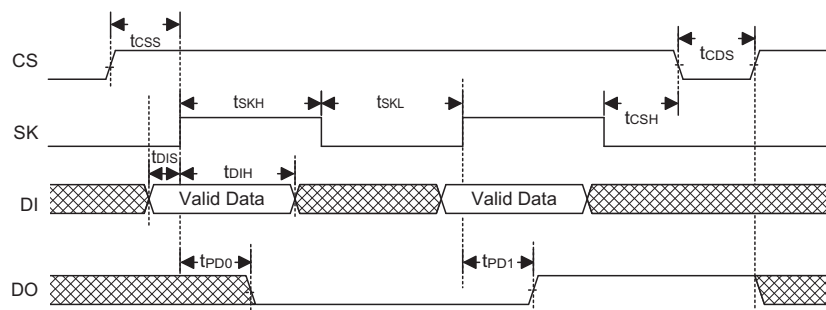 tCSS
tCDS
CS
tSKH
tSKL
tCSH
SK
tDIS
tDIH
DI
Valid Data
Valid Data
tPD0
tPD1
DO